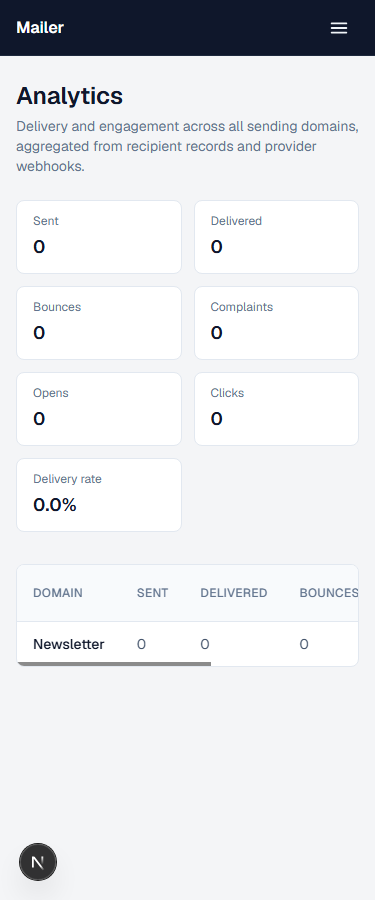 Mailer
Analytics
Delivery and engagement across all sending domains,
aggregated from recipient records and provider
webhooks.
Sent
0
Delivered
0
Bounces
0
Complaints
0
Opens
0
Clicks
0
Delivery rate
0.0%
DOMAIN SENT DELIVERED BOUNCES
Newsletter 0 0 0
N